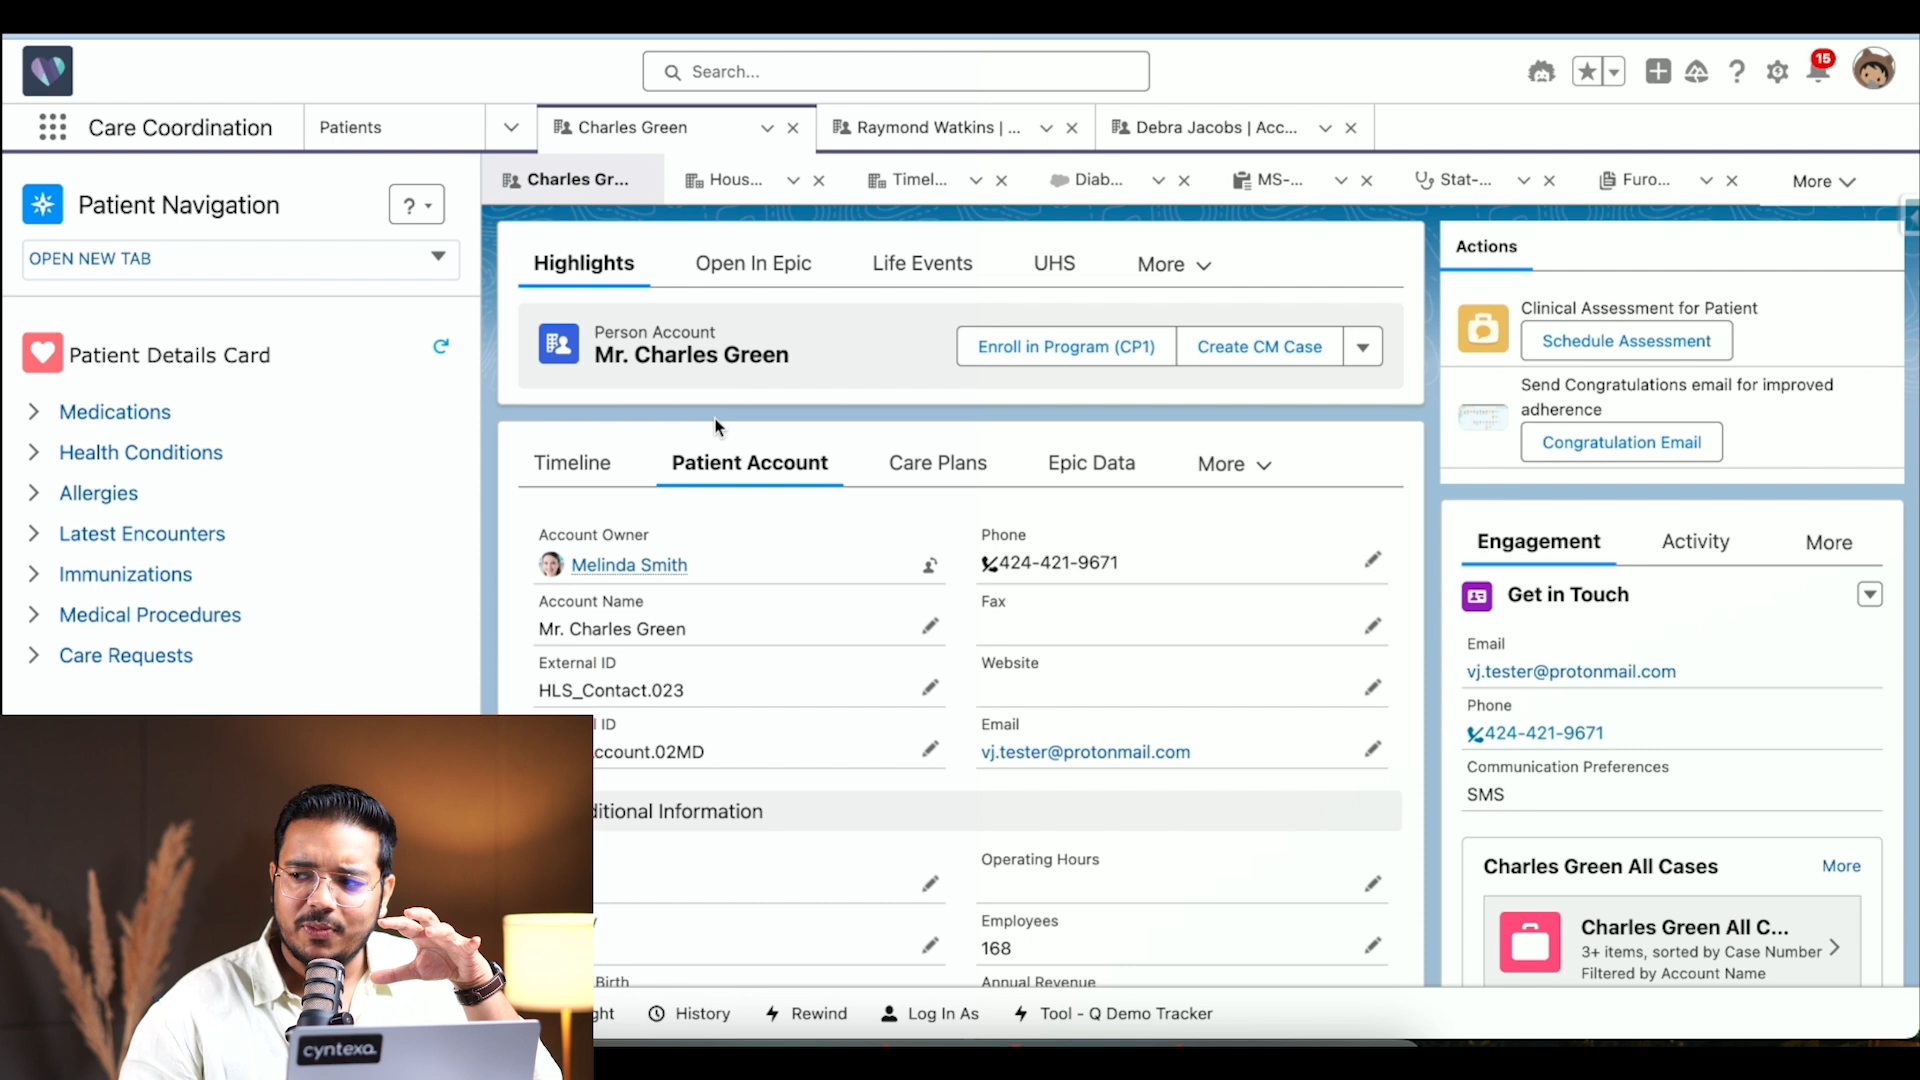 Search...
15
Care Coordination
Patients
Charles Green
Raymond Watkins | ...
Debra Jacobs | Acc...
Charles Gr...
Hous...
Timel...
Diab...
MS-...
Stat-...
Furo...
More
Patient Navigation
?
OPEN NEW TAB
Patient Details Card
Medications
Health Conditions
Allergies
Latest Encounters
Immunizations
Medical Procedures
Care Requests
Highlights
Open In Epic
Life Events
UHS
More
Person Account
Mr. Charles Green
Enroll in Program (CP1)
Create CM Case
Timeline
Patient Account
Care Plans
Epic Data
More
Account Owner
Melinda Smith
Account Name
Mr. Charles Green
External ID
HLS_Contact.023
ID
ccount.02MD
ditional Information
Birth
Phone
424-421-9671
Fax
Website
Email
vj.tester@protonmail.com
Operating Hours
Employees
168
Annual Revenue
Actions
Clinical Assessment for Patient
Schedule Assessment
Send Congratulations email for improved
adherence
Congratulation Email
Engagement
Activity
More
Get in Touch
Email
vj.tester@protonmail.com
Phone
424-421-9671
Communication Preferences
SMS
Charles Green All Cases
More
Charles Green All C...
3+ items, sorted by Case Number
Filtered by Account Name
ght
History
Rewind
Log In As
Tool - Q Demo Tracker
cyntexa.